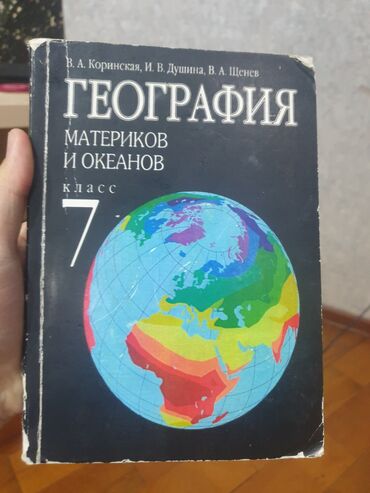 В. А. Коринская, И. В. Душина, В. А. Щенев
ГЕОГРАФИЯ
МАТЕРИКОВ
И ОКЕАНОВ
класс
7